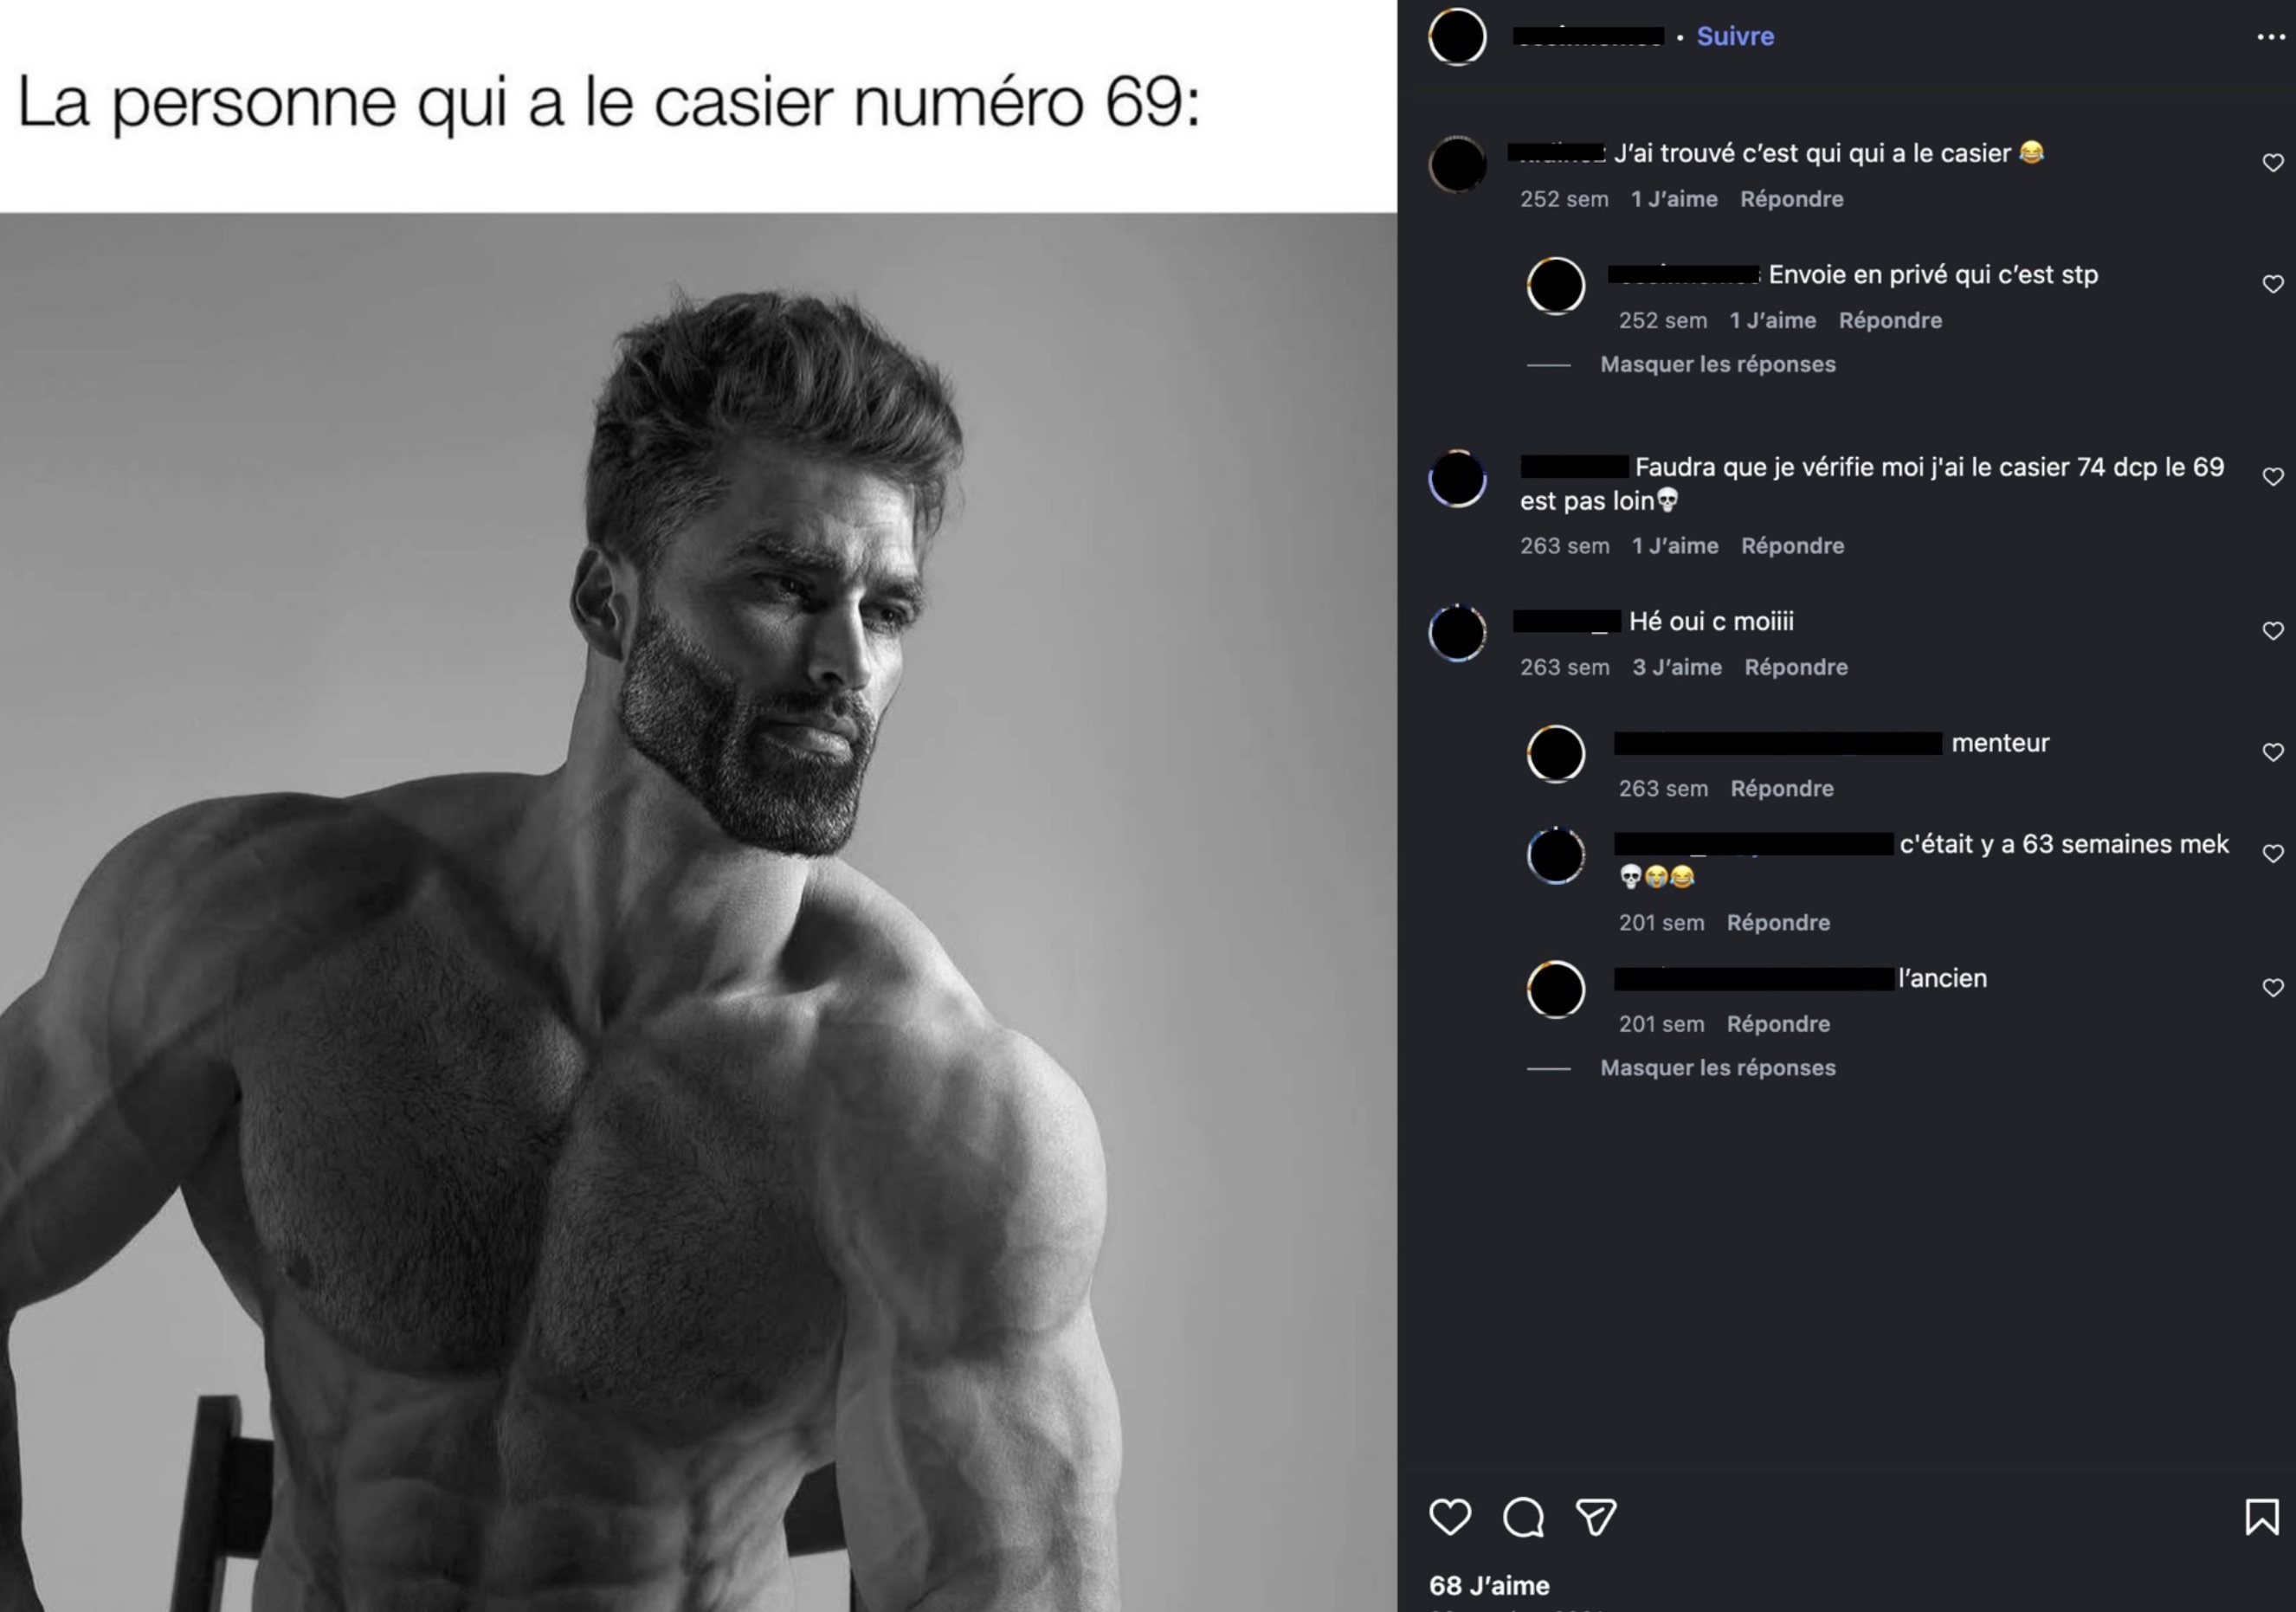 La personne qui a le casier numéro 69:
• Suivre
J'ai trouvé c'est qui qui a le casier 😂
252 sem 1 J'aime Répondre
Envoie en privé qui c'est stp
252 sem 1 J'aime Répondre
Masquer les réponses
Faudra que je vérifie moi j'ai le casier 74 dcp le 69
est pas loin💀
263 sem 1 J'aime Répondre
Hé oui c moiiii
263 sem 3 J'aime Répondre
menteur
263 sem Répondre
c'était y a 63 semaines mek
💀😭😂
201 sem Répondre
l'ancien
201 sem Répondre
Masquer les réponses
68 J'aime